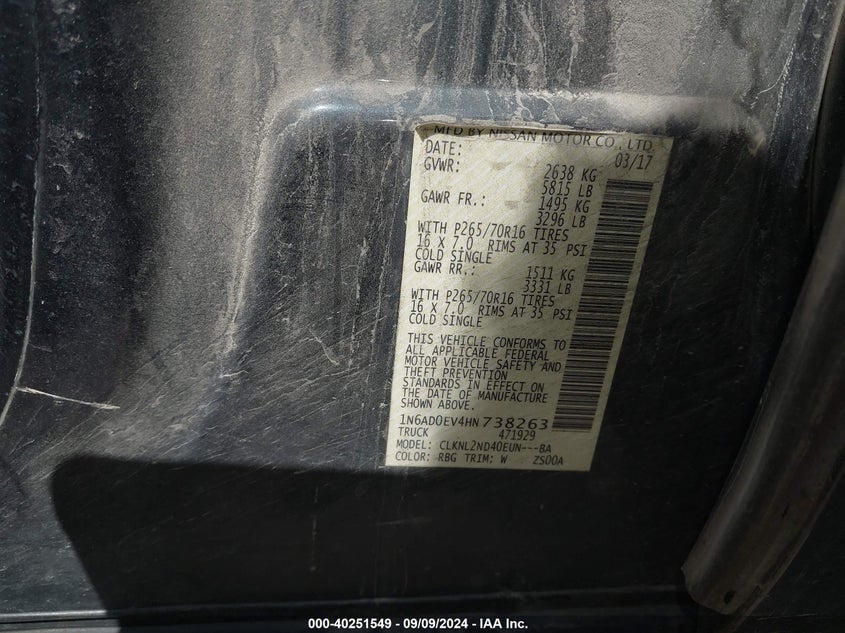 MFD BY NISSAN MOTOR CO., LTD.
DATE: 03/17
GVWR: 2638 KG
5815 LB
GAWR FR.: 1495 KG
3296 LB
WITH P265/70R16 TIRES
16 X 7.0 RIMS AT 35 PSI
COLD SINGLE
GAWR RR.: 1511 KG
3331 LB
WITH P265/70R16 TIRES
16 X 7.0 RIMS AT 35 PSI
COLD SINGLE
THIS VEHICLE CONFORMS TO
ALL APPLICABLE FEDERAL
MOTOR VEHICLE SAFETY AND
THEFT PREVENTION
STANDARDS IN EFFECT ON
THE DATE OF MANUFACTURE
SHOWN ABOVE.
1N6AD0EV4HN738263
TRUCK 471929
MODEL: CLKNL2ND40EUN---BA
COLOR: RBG TRIM: W ZS00A
000-40251549 - 09/09/2024 - IAA Inc.